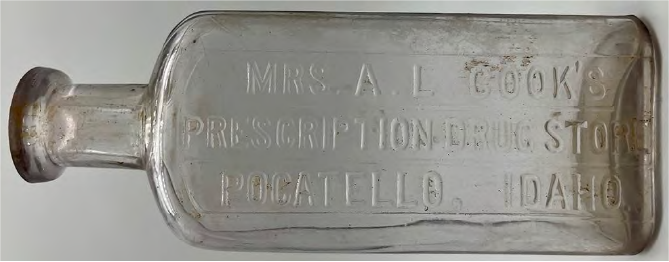 MRS. A. L. COOK'S
PRESCRIPTION DRUG STORE
POCATELLO, IDAHO.